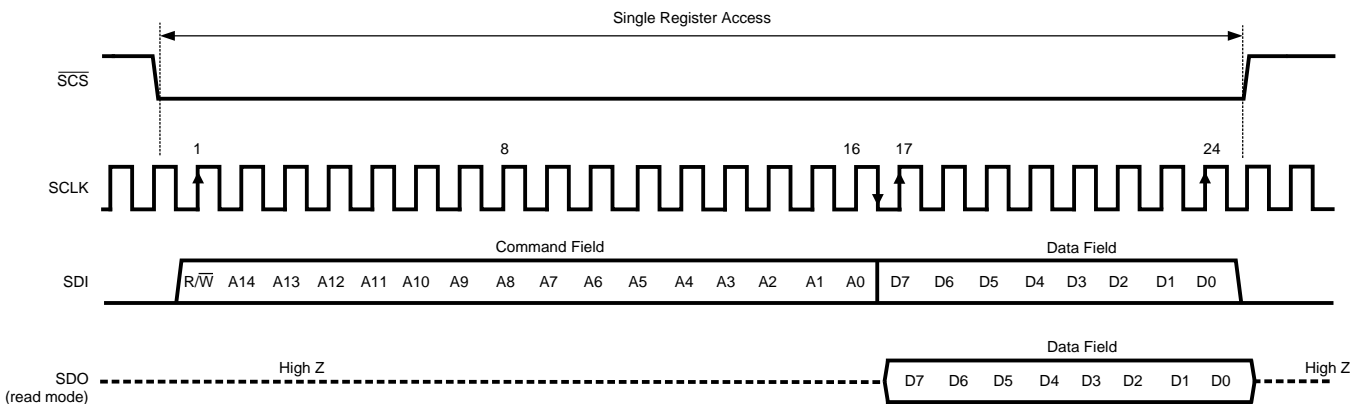 Single Register Access
SCS
1 8 16 17 24
SCLK
Command Field Data Field
SDI R/W A14 A13 A12 A11 A10 A9 A8 A7 A6 A5 A4 A3 A2 A1 A0 D7 D6 D5 D4 D3 D2 D1 D0
Data Field
High Z High Z
SDO D7 D6 D5 D4 D3 D2 D1 D0
(read mode)